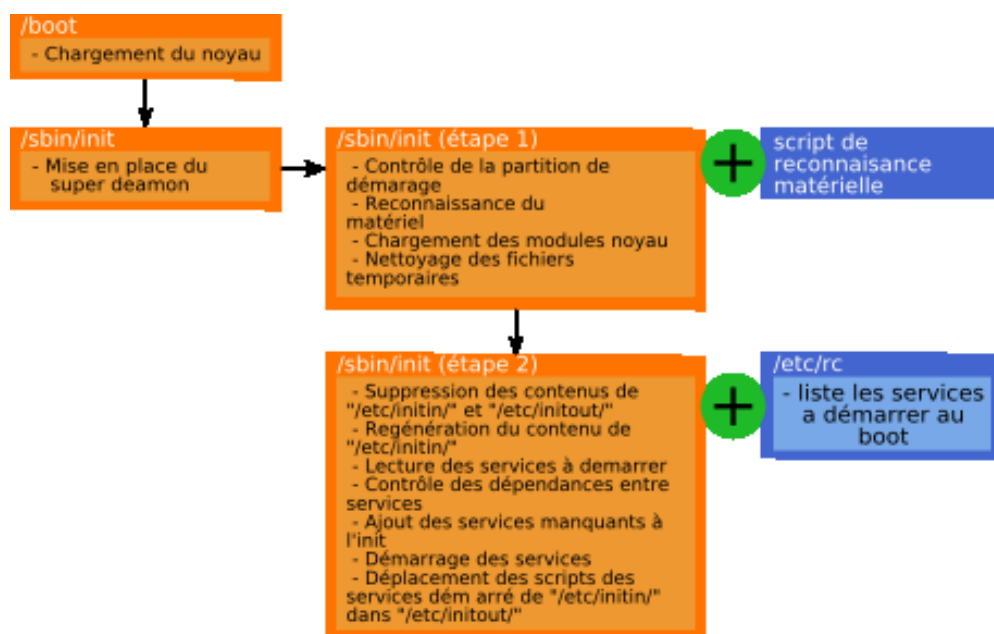 /boot
- Chargement du noyau
/sbin/init
- Mise en place du
super deamon
/sbin/init (étape 1)
- Contrôle de la partition de
démarage
- Reconnaissance du
matériel
- Chargement des modules noyau
- Nettoyage des fichiers
temporaires
script de
reconnaisance
matérielle
/sbin/init (étape 2)
- Suppression des contenus de
"/etc/initin/" et "/etc/initout/"
- Regénération du contenu de
"/etc/initin/"
- Lecture des services à demarrer
- Contrôle des dépendances entre
services
- Ajout des services manquants à
l'init
- Démarrage des services
- Déplacement des scripts des
services dém arré de "/etc/initin/"
dans "/etc/initout/"
/etc/rc
- liste les services
a démarrer au
boot